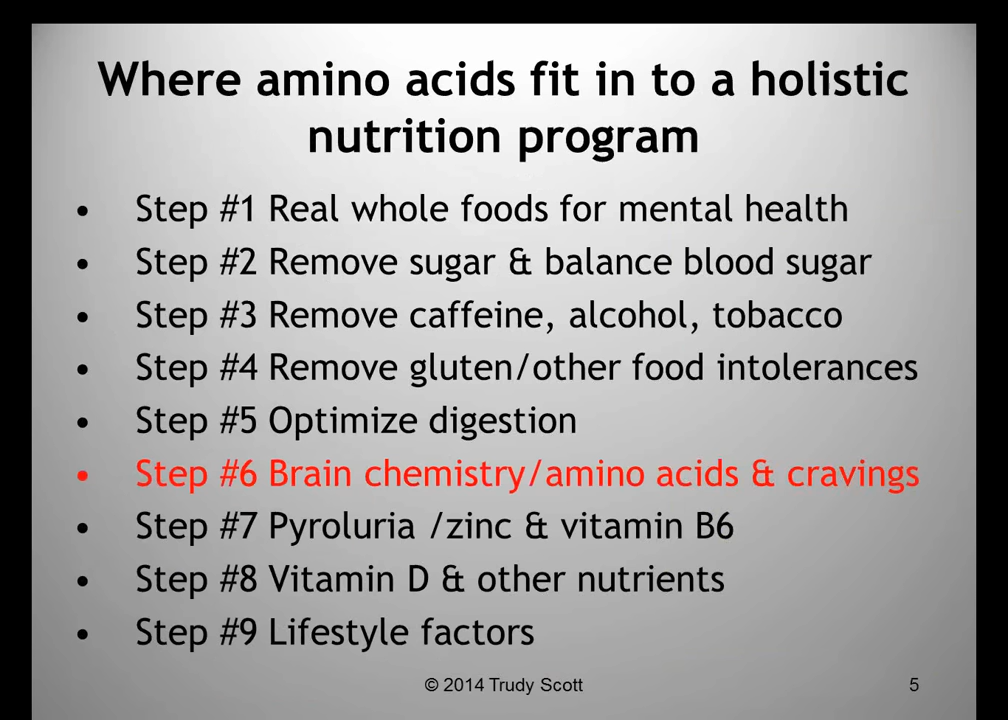 Where amino acids fit in to a holistic
nutrition program
• Step #1 Real whole foods for mental health
• Step #2 Remove sugar & balance blood sugar
• Step #3 Remove caffeine, alcohol, tobacco
• Step #4 Remove gluten/other food intolerances
• Step #5 Optimize digestion
• Step #6 Brain chemistry/amino acids & cravings
• Step #7 Pyroluria /zinc & vitamin B6
• Step #8 Vitamin D & other nutrients
• Step #9 Lifestyle factors
© 2014 Trudy Scott 5